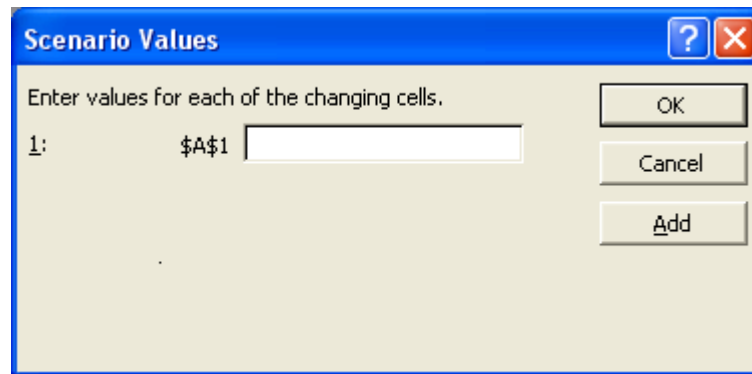 Scenario Values
Enter values for each of the changing cells.
OK
1: $A$1
Cancel
Add